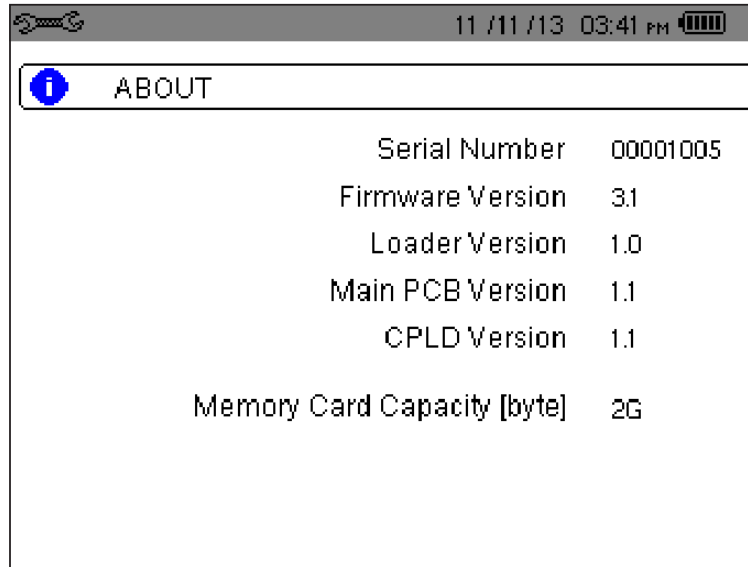 11 /11 /13 03:41 PM
i ABOUT
Serial Number 00001005
Firmware Version 3.1
Loader Version 1.0
Main PCB Version 1.1
CPLD Version 1.1
Memory Card Capacity [byte] 2G